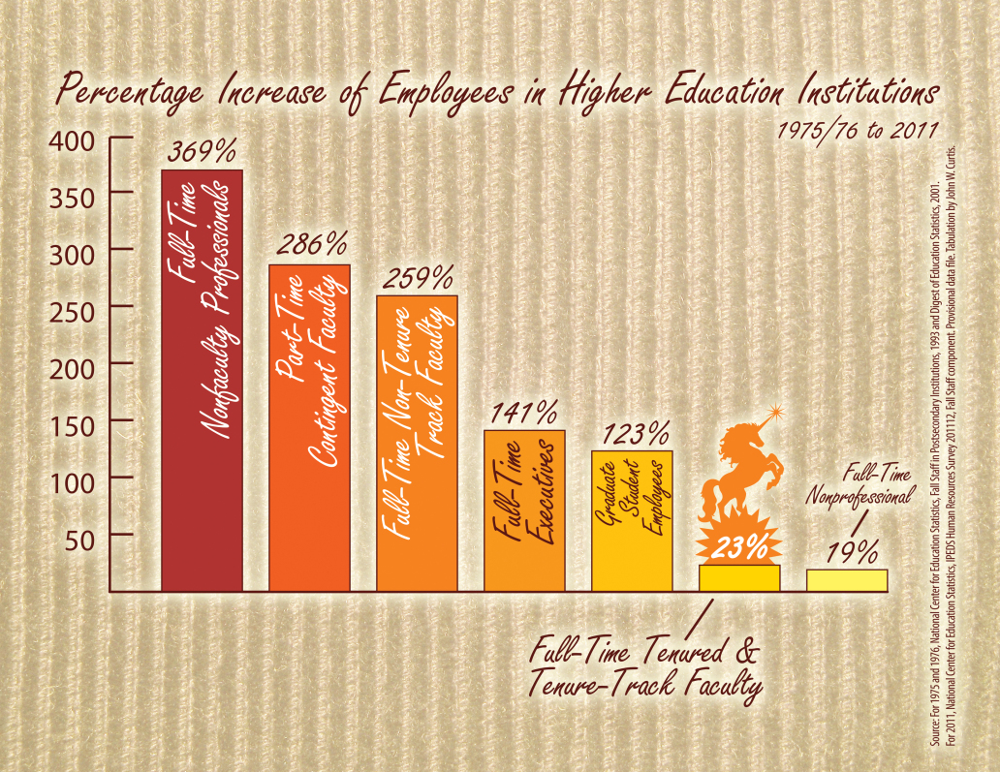 Percentage Increase of Employees in Higher Education Institutions
1975/76 to 2011
400
350
300
250
200
150
100
50
369%
Full-Time
Nonfaculty Professionals
286%
Part-Time
Contingent Faculty
259%
Full-Time Non-Tenure
Track Faculty
141%
Full-Time
Executives
123%
Graduate
Student
Employees
23%
Full-Time Tenured &
Tenure-Track Faculty
Full-Time
Nonprofessional
19%
Source: For 1975 and 1976, National Center for Education Statistics, Fall Staff in Postsecondary Institutions, 1993 and Digest of Education Statistics, 2001.
For 2011, National Center for Education Statistics, IPEDS Human Resources Survey 201112, Fall Staff component. Provisional data file. Tabulation by John W. Curtis.